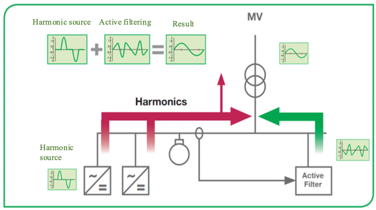 Harmonic source Active filtering Result
MV
Harmonics
Harmonic
source
Active
Filter